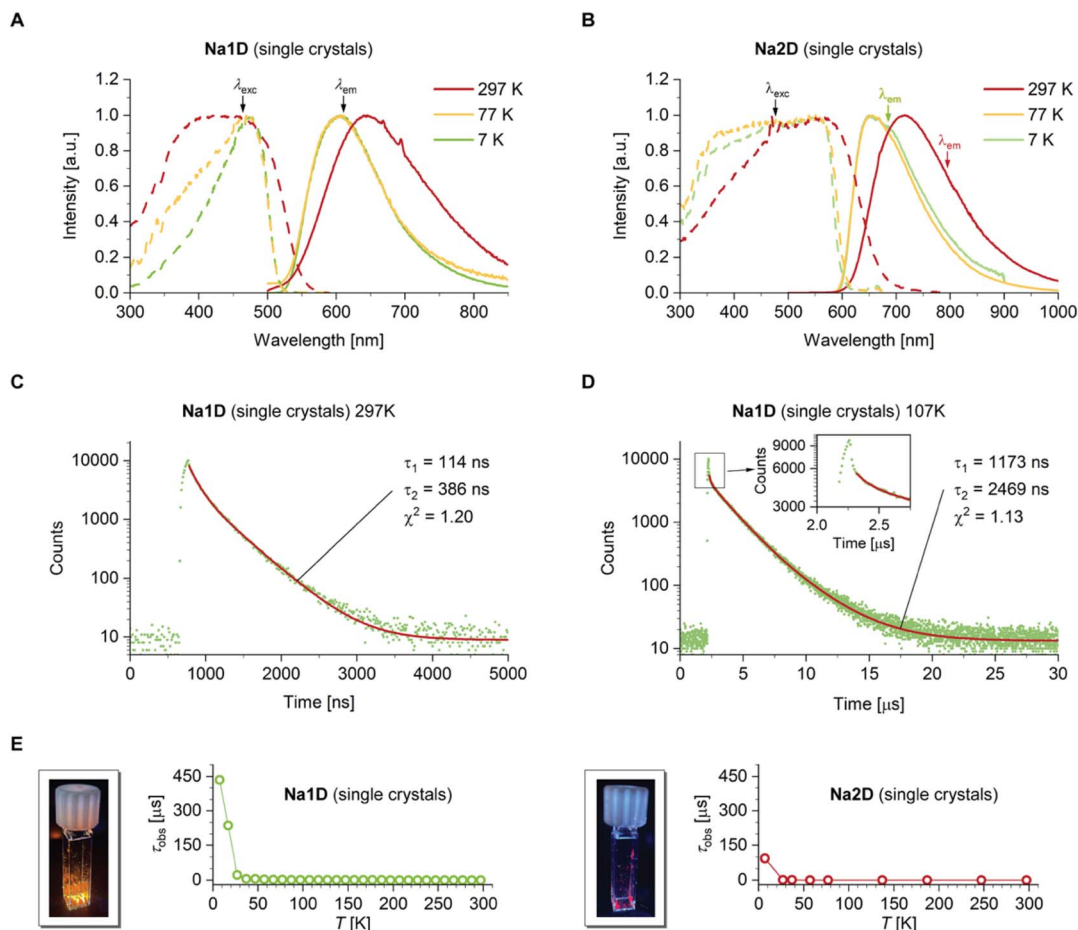 A
Na1D (single crystals)
λexc
λem
297 K
77 K
7 K
Intensity [a.u.]
1.2
1.0
0.8
0.6
0.4
0.2
0.0
300 400 500 600 700 800
Wavelength [nm]
B
Na2D (single crystals)
λexc
λem
λem
297 K
77 K
7 K
Intensity [a.u.]
1.2
1.0
0.8
0.6
0.4
0.2
0.0
300 400 500 600 700 800 900 1000
Wavelength [nm]
C
Na1D (single crystals) 297K
τ1 = 114 ns
τ2 = 386 ns
χ2 = 1.20
Counts
10000
1000
100
10
0 1000 2000 3000 4000 5000
Time [ns]
D
Na1D (single crystals) 107K
Counts
9000
6000
3000
2.0 2.5
Time [μs]
τ1 = 1173 ns
τ2 = 2469 ns
χ2 = 1.13
Counts
10000
1000
100
10
0 5 10 15 20 25 30
Time [μs]
E
Na1D (single crystals)
τobs [μs]
450
300
150
0
0 50 100 150 200 250 300
T [K]
Na2D (single crystals)
τobs [μs]
450
300
150
0
0 50 100 150 200 250 300
T [K]